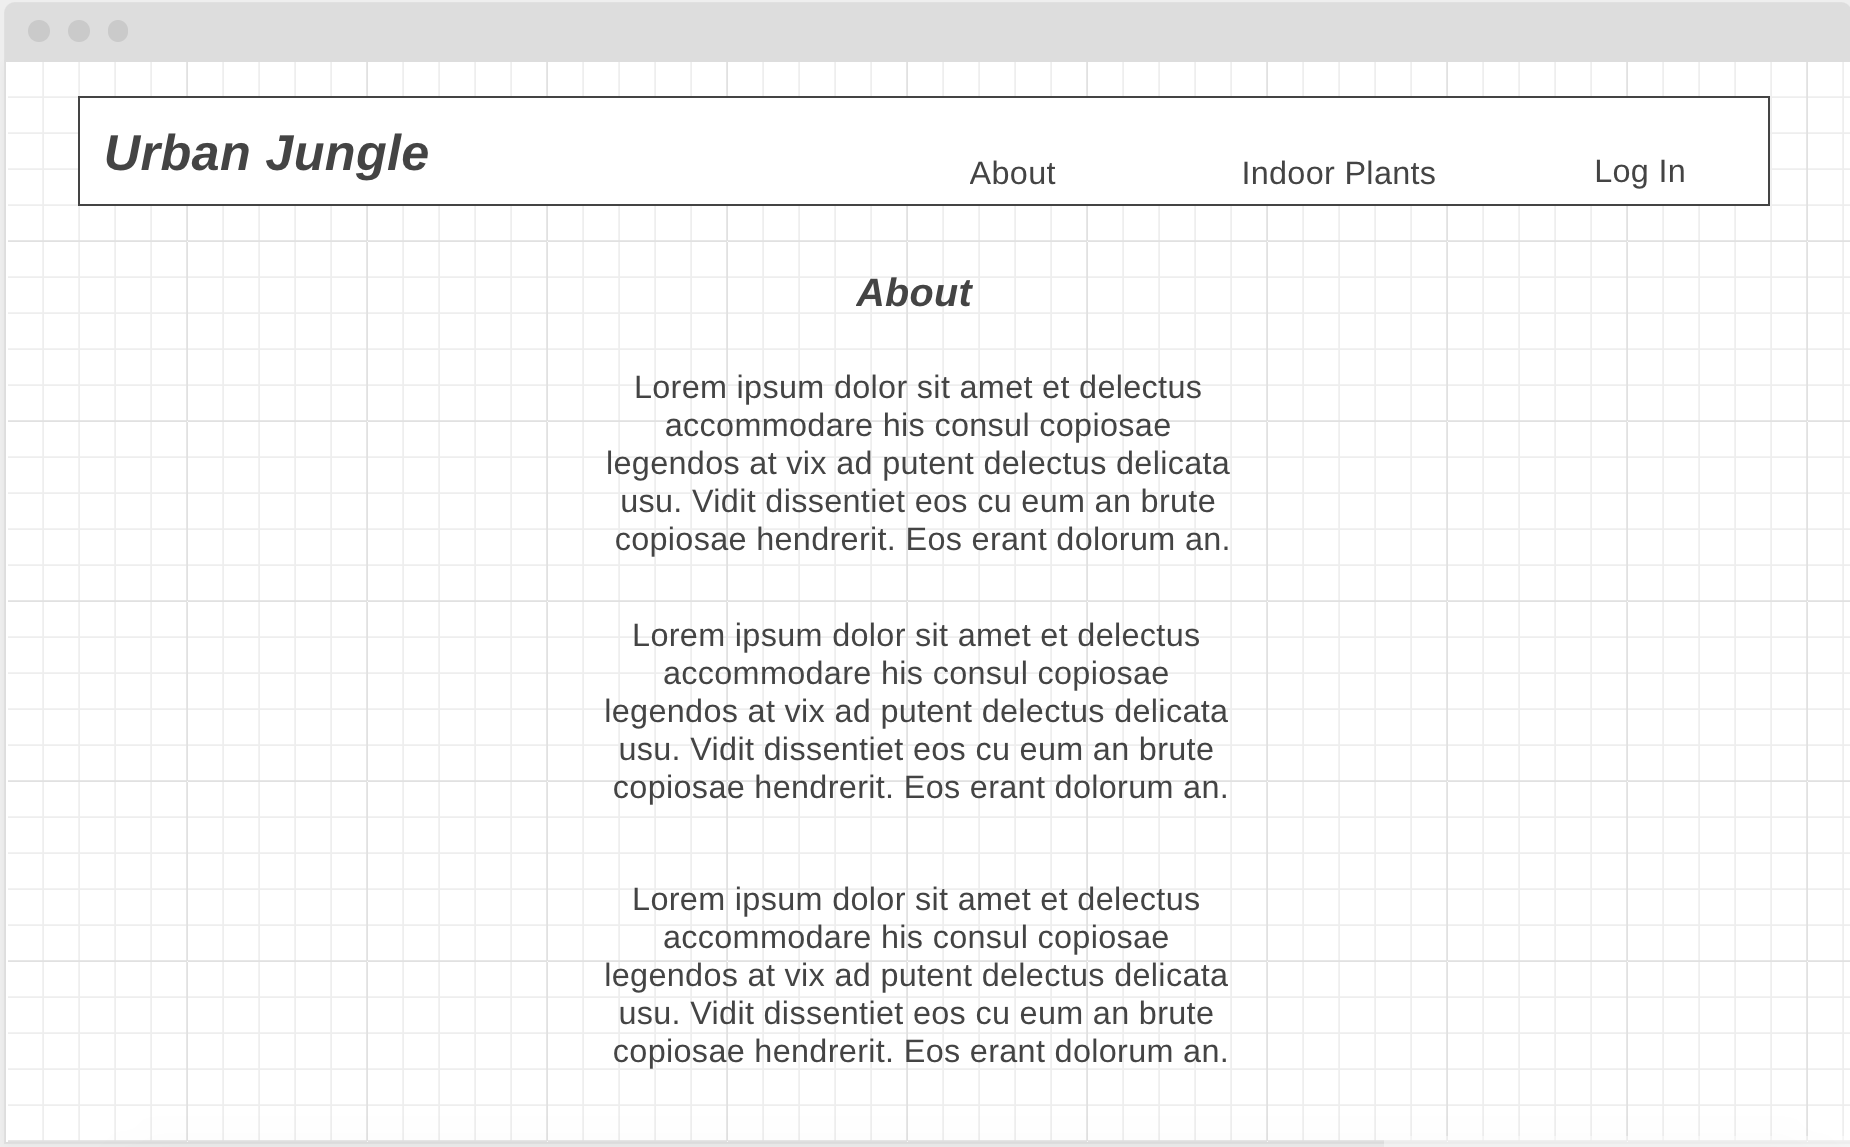 Urban Jungle
About
Indoor Plants
Log In
About
Lorem ipsum dolor sit amet et delectus
accommodare his consul copiosae
legendos at vix ad putent delectus delicata
usu. Vidit dissentiet eos cu eum an brute
copiosae hendrerit. Eos erant dolorum an.
Lorem ipsum dolor sit amet et delectus
accommodare his consul copiosae
legendos at vix ad putent delectus delicata
usu. Vidit dissentiet eos cu eum an brute
copiosae hendrerit. Eos erant dolorum an.
Lorem ipsum dolor sit amet et delectus
accommodare his consul copiosae
legendos at vix ad putent delectus delicata
usu. Vidit dissentiet eos cu eum an brute
copiosae hendrerit. Eos erant dolorum an.